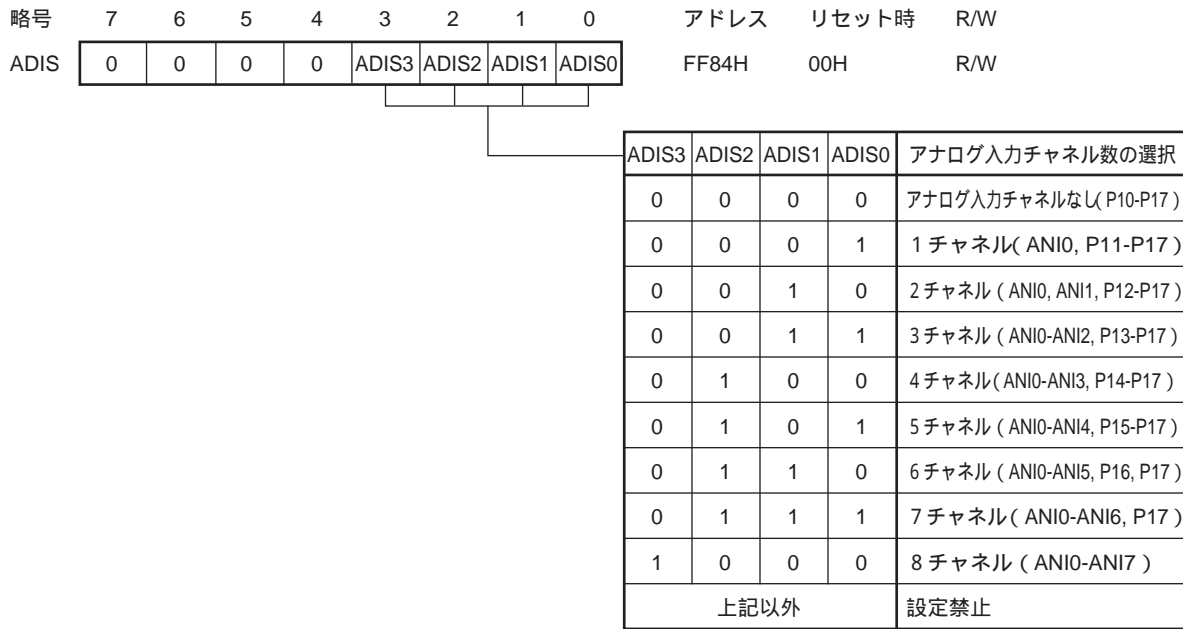 略号 7 6 5 4 3 2 1 0 アドレス リセット時 R/W
ADIS 0 0 0 0 ADIS3 ADIS2 ADIS1 ADIS0 FF84H 00H R/W
ADIS3 ADIS2 ADIS1 ADIS0 アナログ入力チャネル数の選択
0 0 0 0 アナログ入力チャネルなし( P10-P17 )
0 0 0 1 1チャネル( ANI0, P11-P17 )
0 0 1 0 2チャネル ( ANI0, ANI1, P12-P17 )
0 0 1 1 3チャネル ( ANI0-ANI2, P13-P17 )
0 1 0 0 4チャネル( ANI0-ANI3, P14-P17 )
0 1 0 1 5チャネル ( ANI0-ANI4, P15-P17 )
0 1 1 0 6チャネル ( ANI0-ANI5, P16, P17 )
0 1 1 1 7チャネル( ANI0-ANI6, P17 )
1 0 0 0 8チャネル ( ANI0-ANI7 )
上記以外 設定禁止